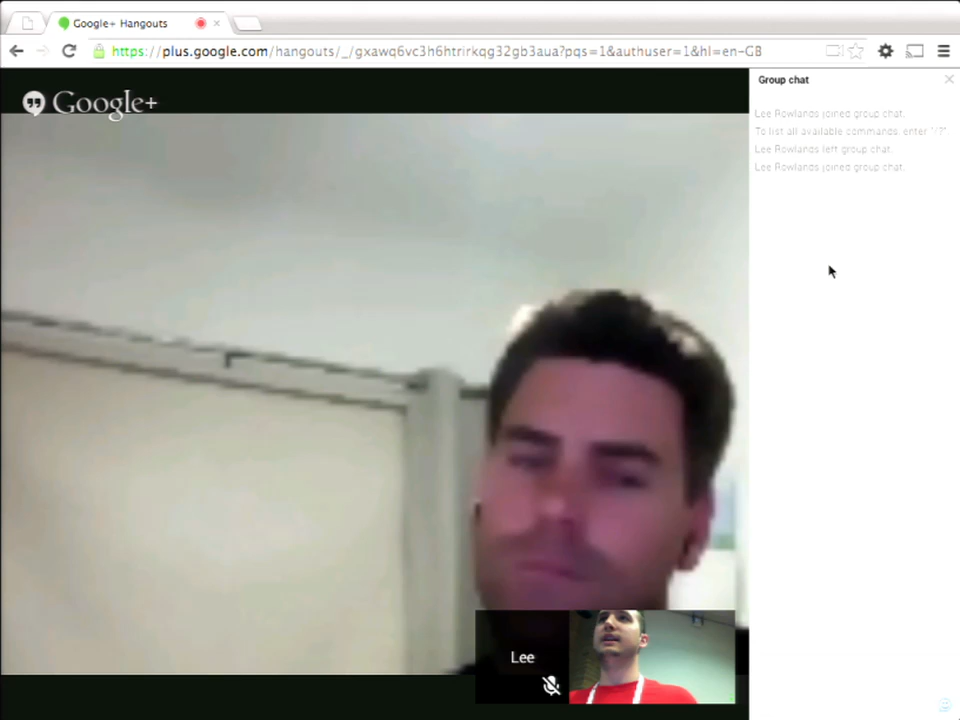 Google+ Hangouts
https://plus.google.com/hangouts/_/gxawq6vc3h6htrirkqg32gb3aua?pqs=1&authuser=1&hl=en-GB
Google+
Group chat
Lee Rowlands joined group chat.
To list all available commands, enter "/?".
Lee Rowlands left group chat.
Lee Rowlands joined group chat.
Lee